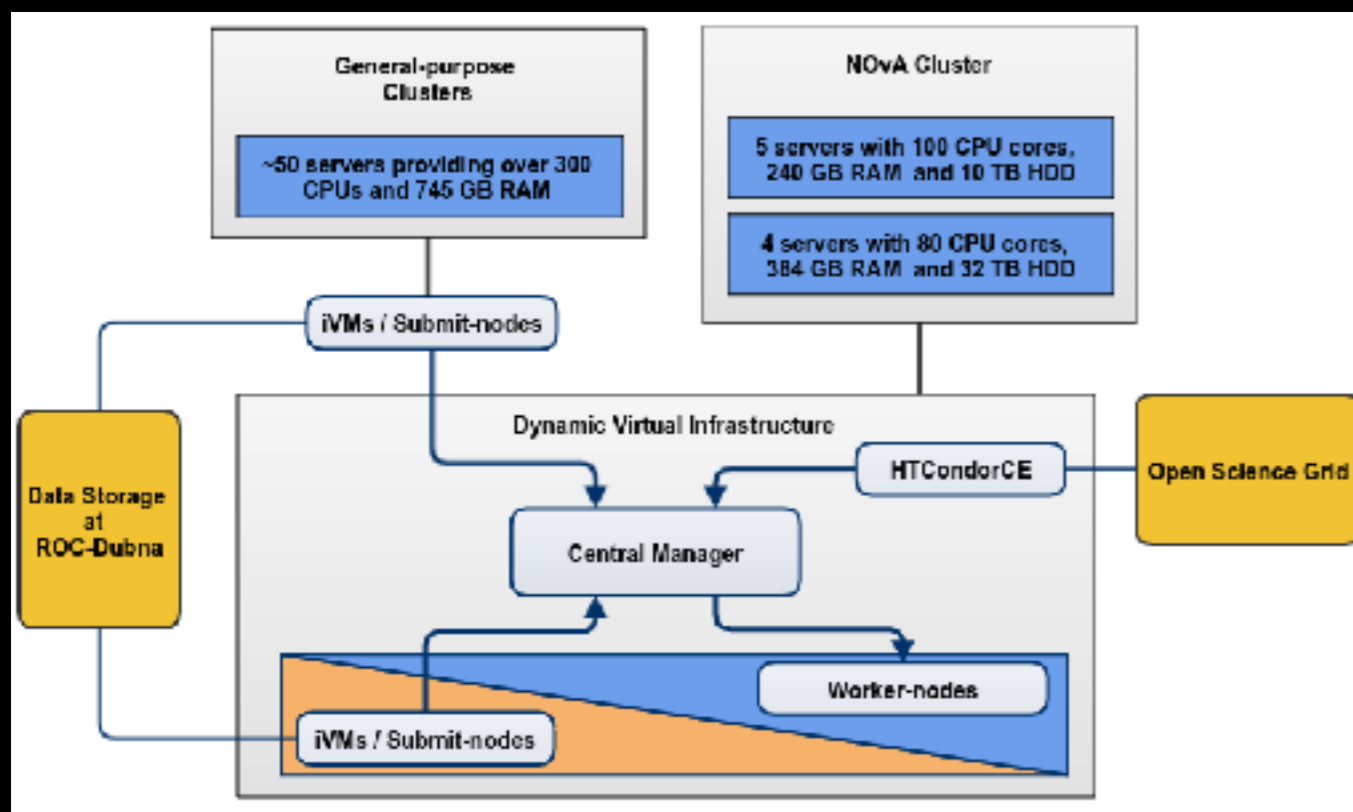 General-purpose
Clusters
~50 servers providing over 300
CPUs and 745 GB RAM
NOvA Cluster
5 servers with 100 CPU cores,
240 GB RAM and 10 TB HDD
4 servers with 80 CPU cores,
384 GB RAM and 32 TB HDD
iVMs / Submit-nodes
Dynamic Virtual Infrastructure
HTCondorCE
Open Science Grid
Data Storage
at
ROC-Dubna
Central Manager
Worker-nodes
iVMs / Submit-nodes